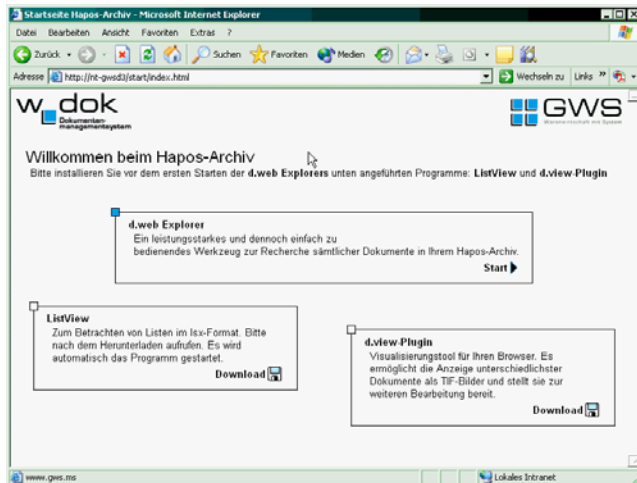 Startseite Hapos-Archiv - Microsoft Internet Explorer
Datei Bearbeiten Ansicht Favoriten Extras ?
Zurück Suchen Favoriten Medien
Adresse http://nt-gwsd3/start/index.html Wechseln zu Links »
w_dok
Dokumenten-
managementsystem
GWS
Warenwirtschaft mit System
Willkommen beim Hapos-Archiv
Bitte installieren Sie vor dem ersten Starten der d.web Explorers unten angeführten Programme: ListView und d.view-Plugin
d.web Explorer
Ein leistungsstarkes und dennoch einfach zu
bedienendes Werkzeug zur Recherche sämtlicher Dokumente in Ihrem Hapos-Archiv.
Start
ListView
Zum Betrachten von Listen im lsx-Format. Bitte
nach dem Herunterladen aufrufen. Es wird
automatisch das Programm gestartet.
Download
d.view-Plugin
Visualisierungstool für Ihren Browser. Es
ermöglicht die Anzeige unterschiedlichster
Dokumente als TIF-Bilder und stellt sie zur
weiteren Bearbeitung bereit.
Download
www.gws.ms Lokales Intranet